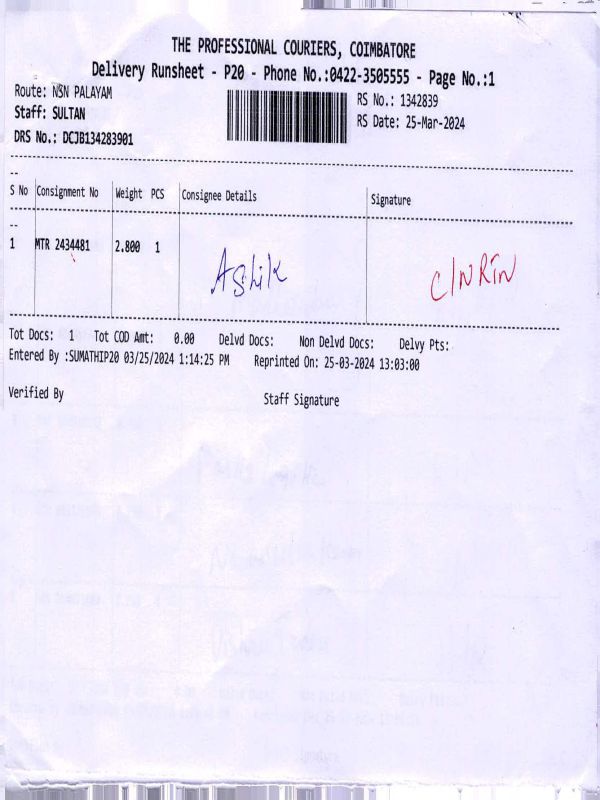 THE PROFESSIONAL COURIERS, COIMBATORE
Delivery Runsheet - P20 - Phone No.:0422-3505555 - Page No.:1
Route: NSN PALAYAM RS No.: 1342839
Staff: SULTAN RS Date: 25-Mar-2024
DRS No.: DCJB134283901
--
S No Consignment No Weight PCS Consignee Details Signature
--
1 MTR 2434481 2.800 1 Ashik
Tot Docs: 1 Tot COD Amt: 0.00 Delvd Docs: Non Delvd Docs: Delvy Pts:
Entered By :SUMATHIP20 03/25/2024 1:14:25 PM Reprinted On: 25-03-2024 13:03:00
Verified By Staff Signature